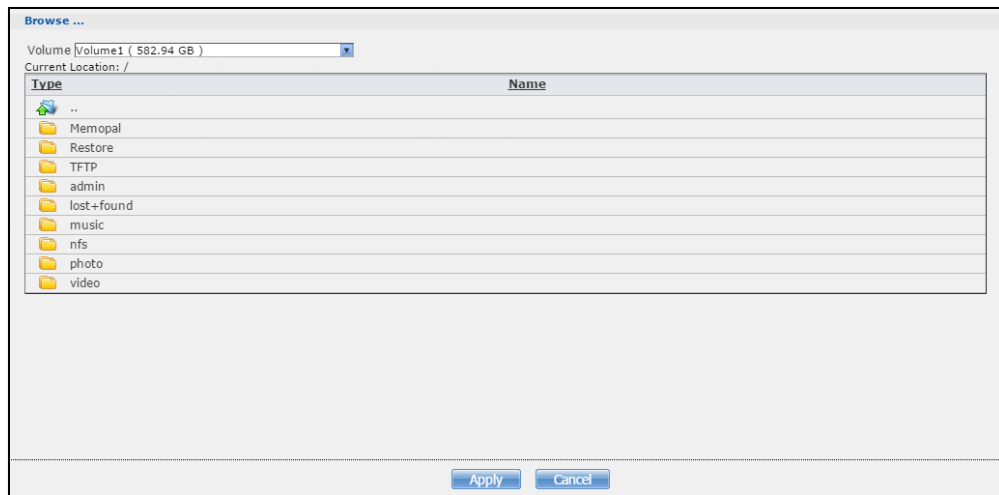 Browse ...
Volume Volume1 ( 582.94 GB )
Current Location: /
Type Name
..
Memopal
Restore
TFTP
admin
lost+found
music
nfs
photo
video
Apply Cancel